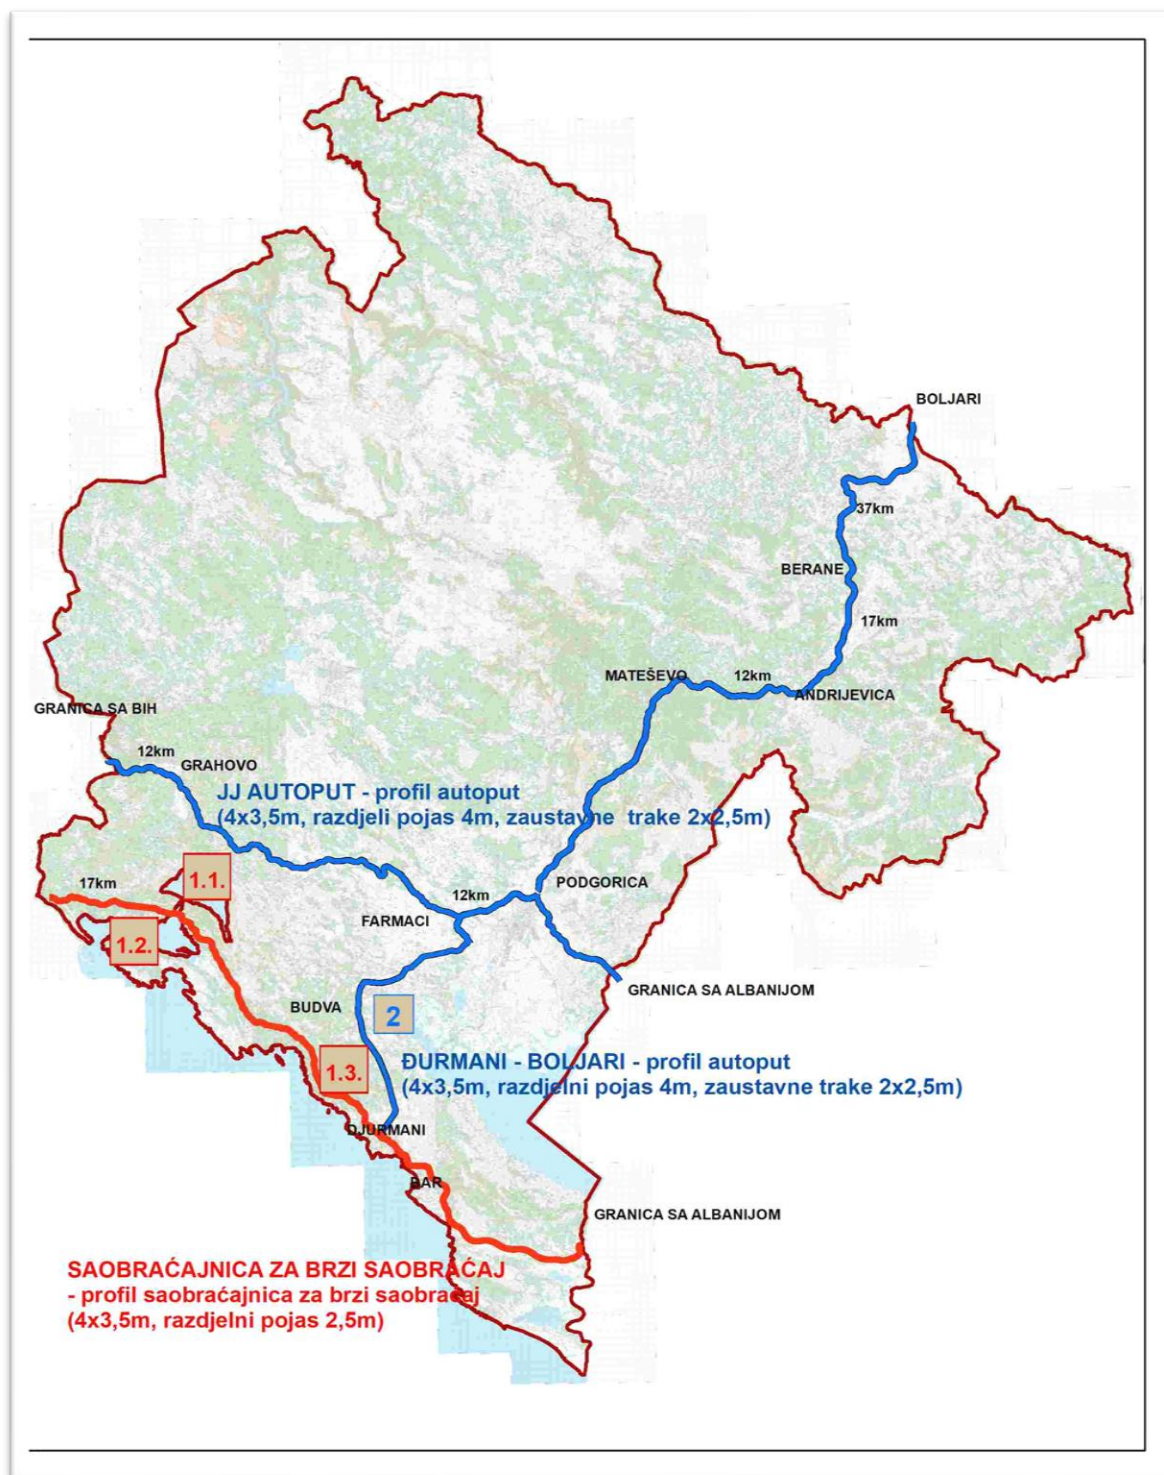 BOLJARI
37km
BERANE
17km
MATEŠEVO
12km
ANDRIJEVICA
GRANICA SA BIH
12km
GRAHOVO
JJ AUTOPUT - profil autoput
(4x3,5m, razdjeli pojas 4m, zaustavne trake 2x2,5m)
1.1.
17km
PODGORICA
12km
FARMACI
1.2.
GRANICA SA ALBANIJOM
BUDVA
2
ĐURMANI - BOLJARI - profil autoput
(4x3,5m, razdjelni pojas 4m, zaustavne trake 2x2,5m)
1.3.
DJURMANI
BAR
GRANICA SA ALBANIJOM
SAOBRAĆAJNICA ZA BRZI SAOBRAĆAJ
- profil saobraćajnica za brzi saobraćaj
(4x3,5m, razdjelni pojas 2,5m)